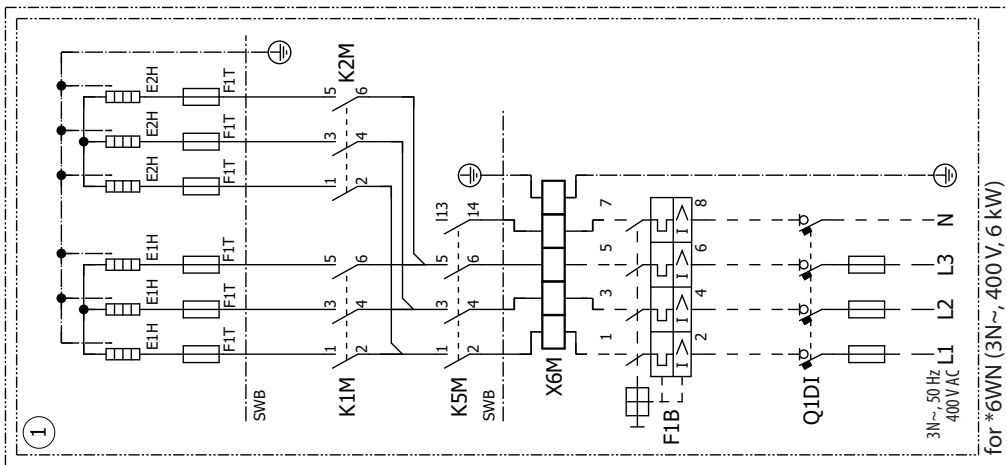 1
E1H
E1H
E1H
E2H
E2H
E2H
F1T
F1T
F1T
F1T
F1T
F1T
SWB
K1M
1
3
5
2
4
6
K2M
1
3
5
2
4
6
K5M
1
3
5
13
2
4
6
14
SWB
X6M
1
3
5
7
F1B
I>
I>
I>
I>
2
4
6
8
Q1DI
3N~, 50 Hz
400 V AC
L1
L2
L3
N
for *6WN (3N~, 400 V, 6 kW)